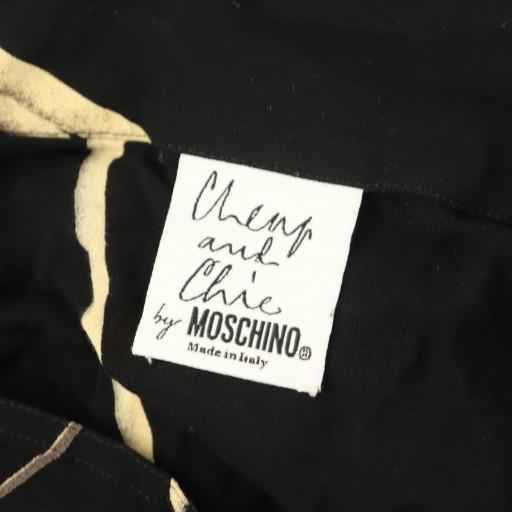 Cheap
and
Chic
by MOSCHINO®
Made in Italy